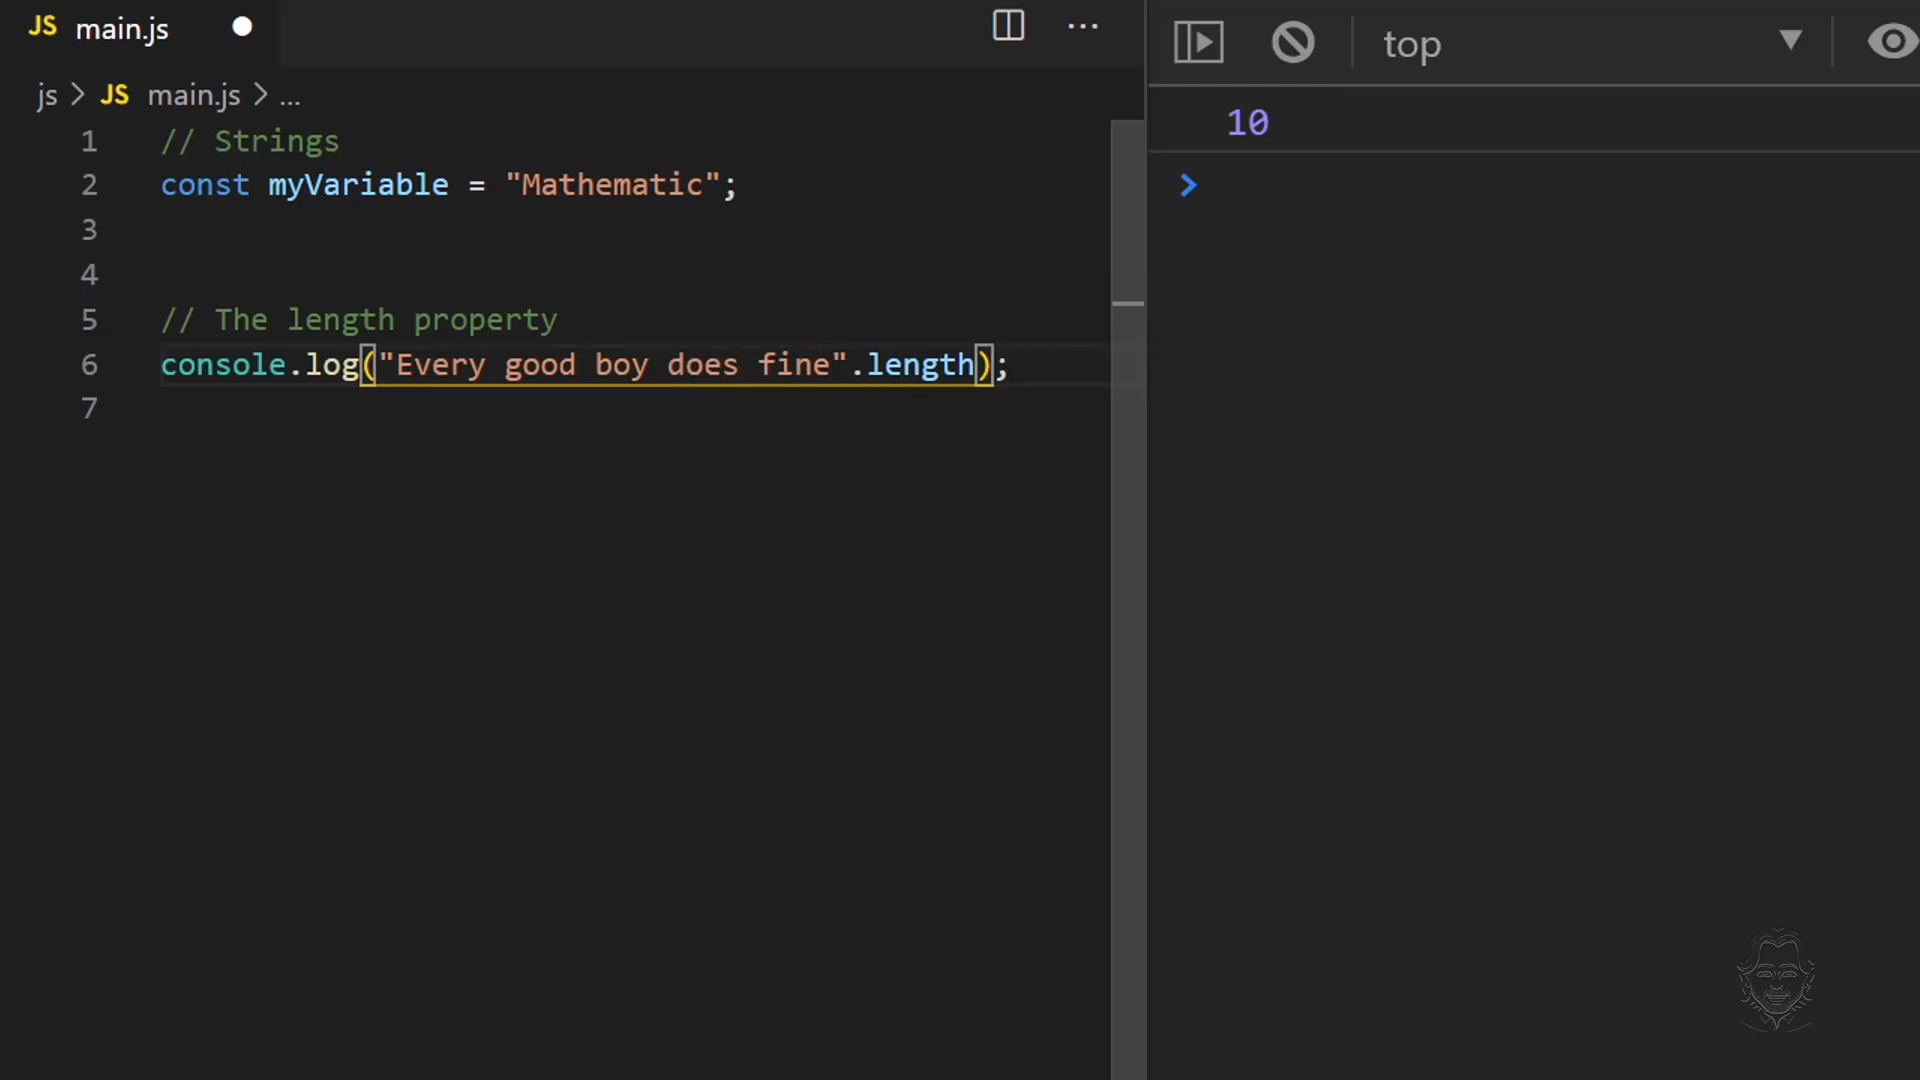 JS main.js
js > JS main.js > ...
1 // Strings
2 const myVariable = "Mathematic";
3
4
5 // The length property
6 console.log("Every good boy does fine".length);
7
top
10
>